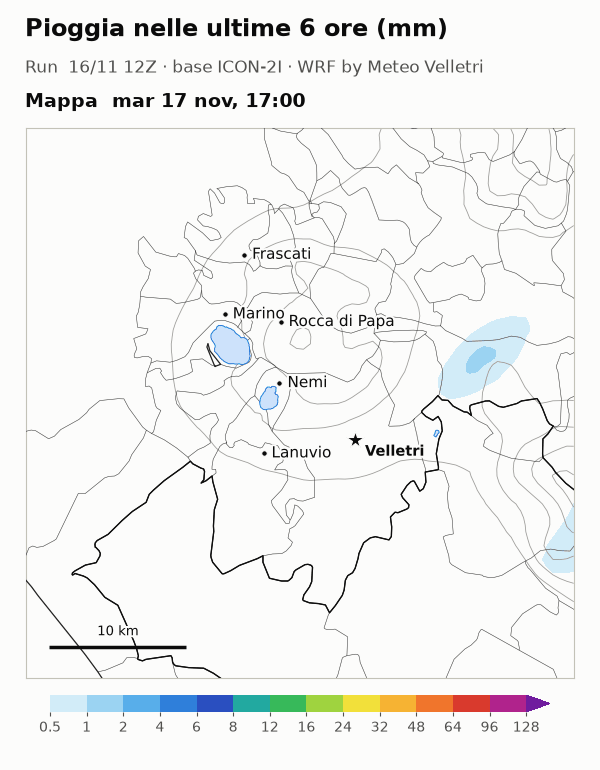 Pioggia nelle ultime 6 ore (mm)
Run 16/11 12Z · base ICON-2I · WRF by Meteo Velletri
Mappa mar 17 nov, 17:00
Frascati
Marino
Rocca di Papa
Nemi
Velletri
Lanuvio
10 km
0.5 1 2 4 6 8 12 16 24 32 48 64 96 128